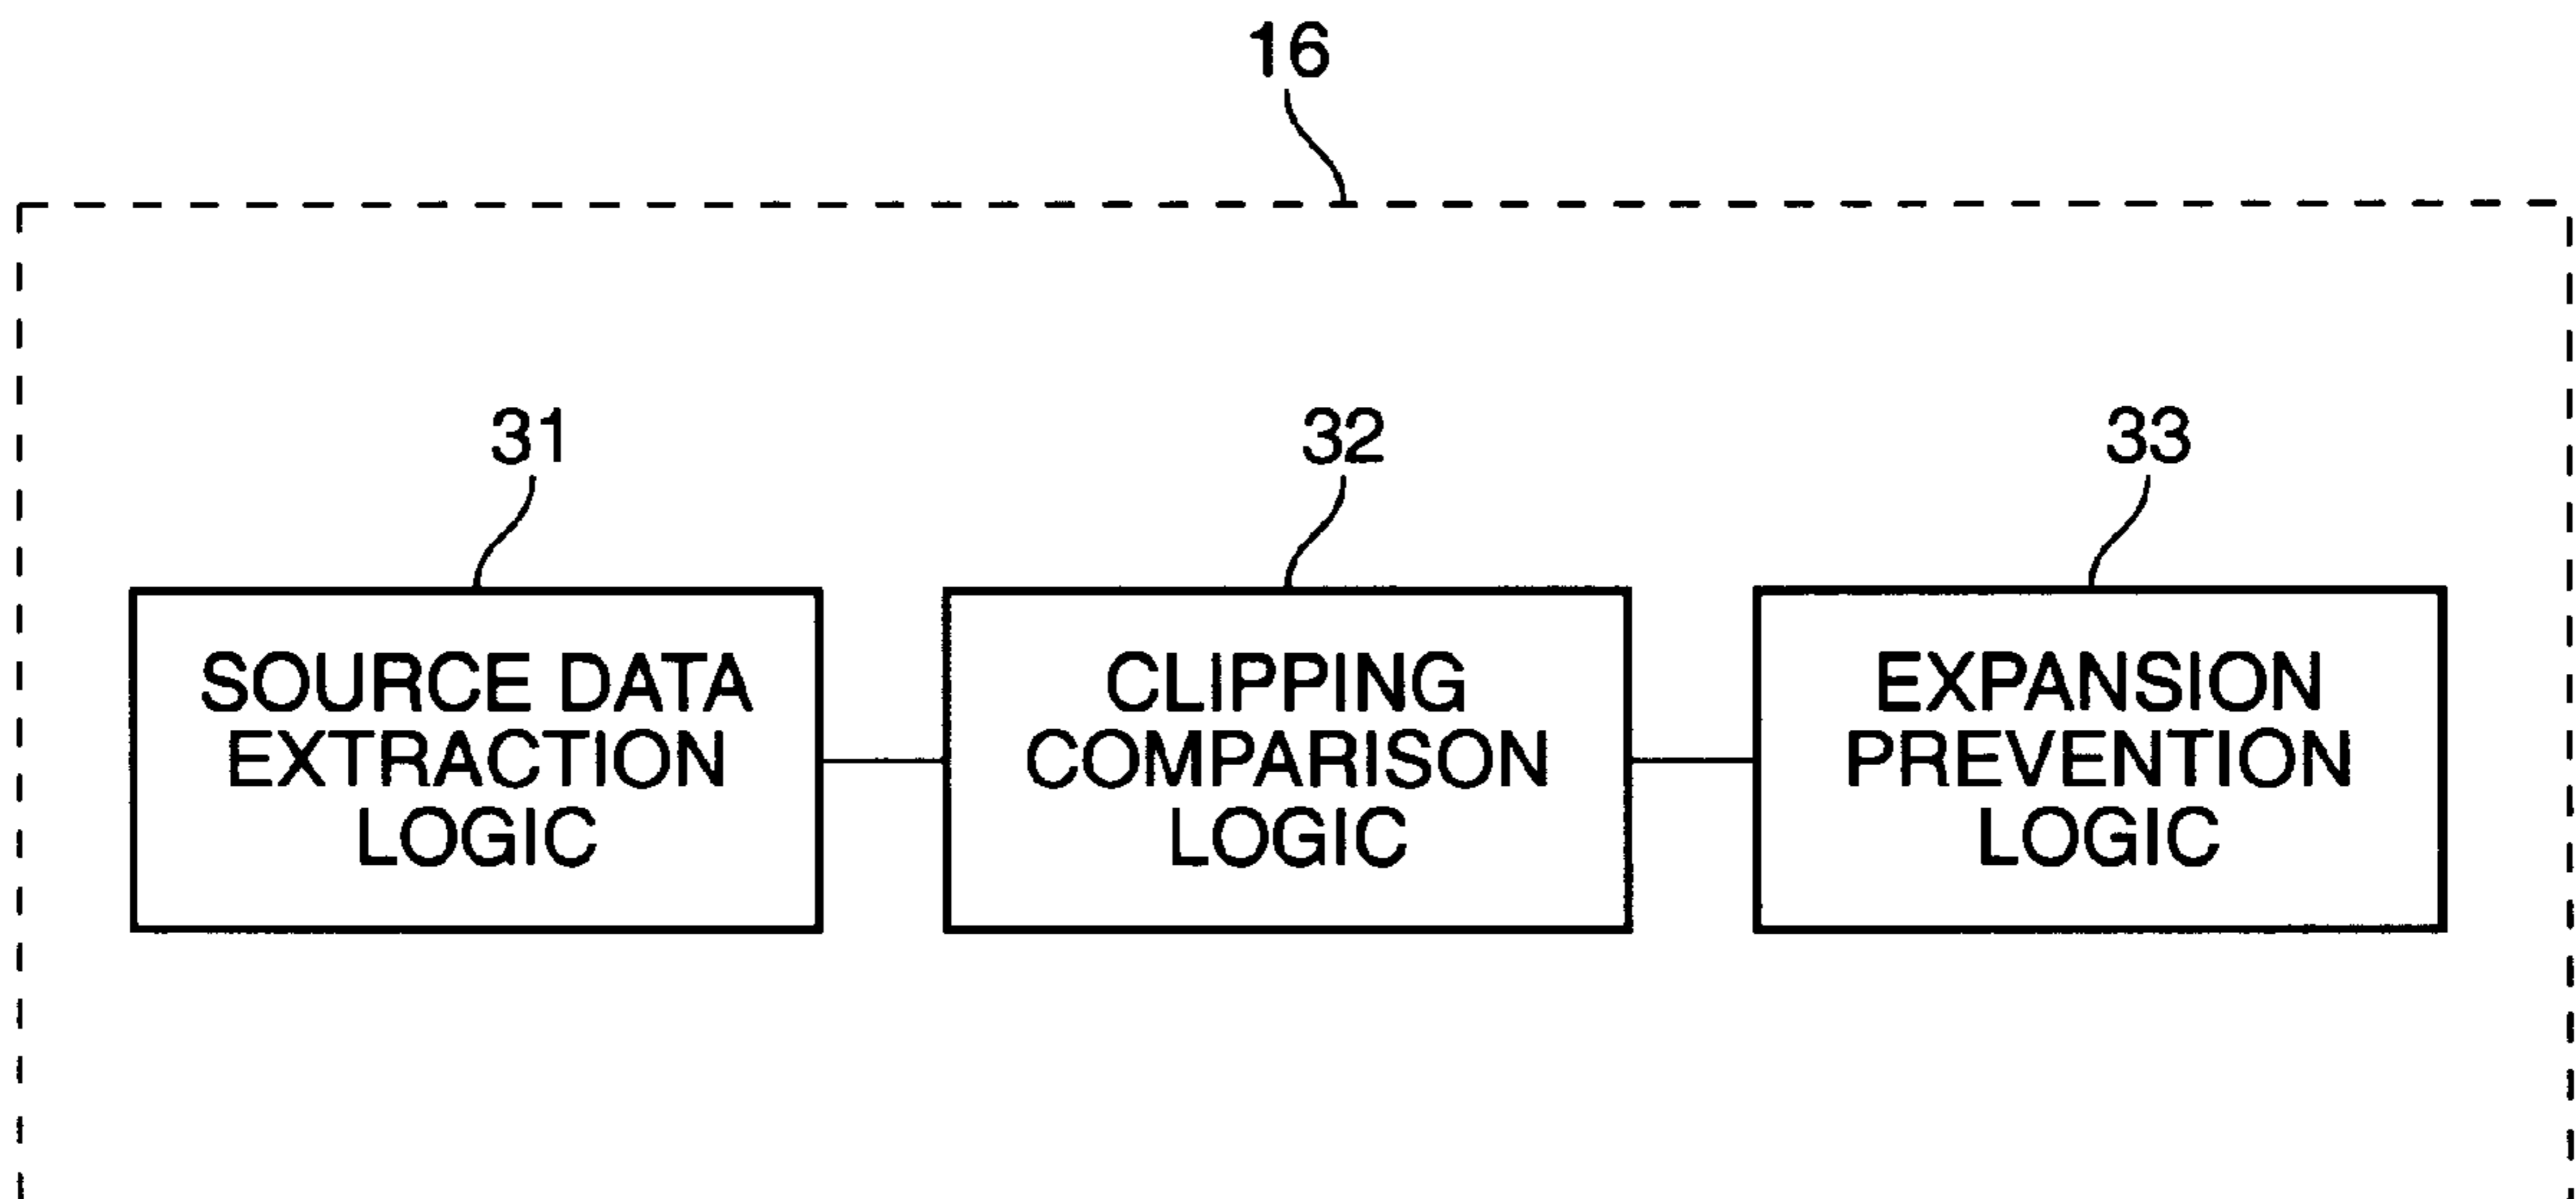 16
31
32
33
SOURCE DATA
EXTRACTION
LOGIC
CLIPPING
COMPARISON
LOGIC
EXPANSION
PREVENTION
LOGIC